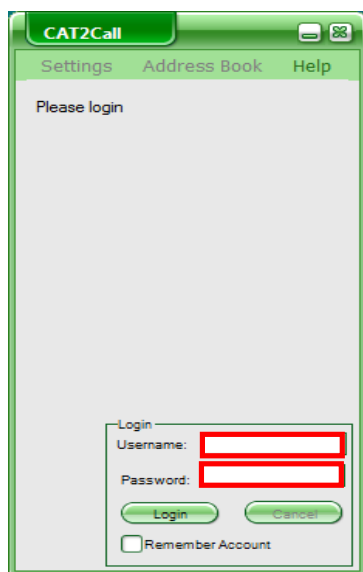 CAT2Call
Settings Address Book Help
Please login
Login
Username:
Password:
Login Cancel
Remember Account